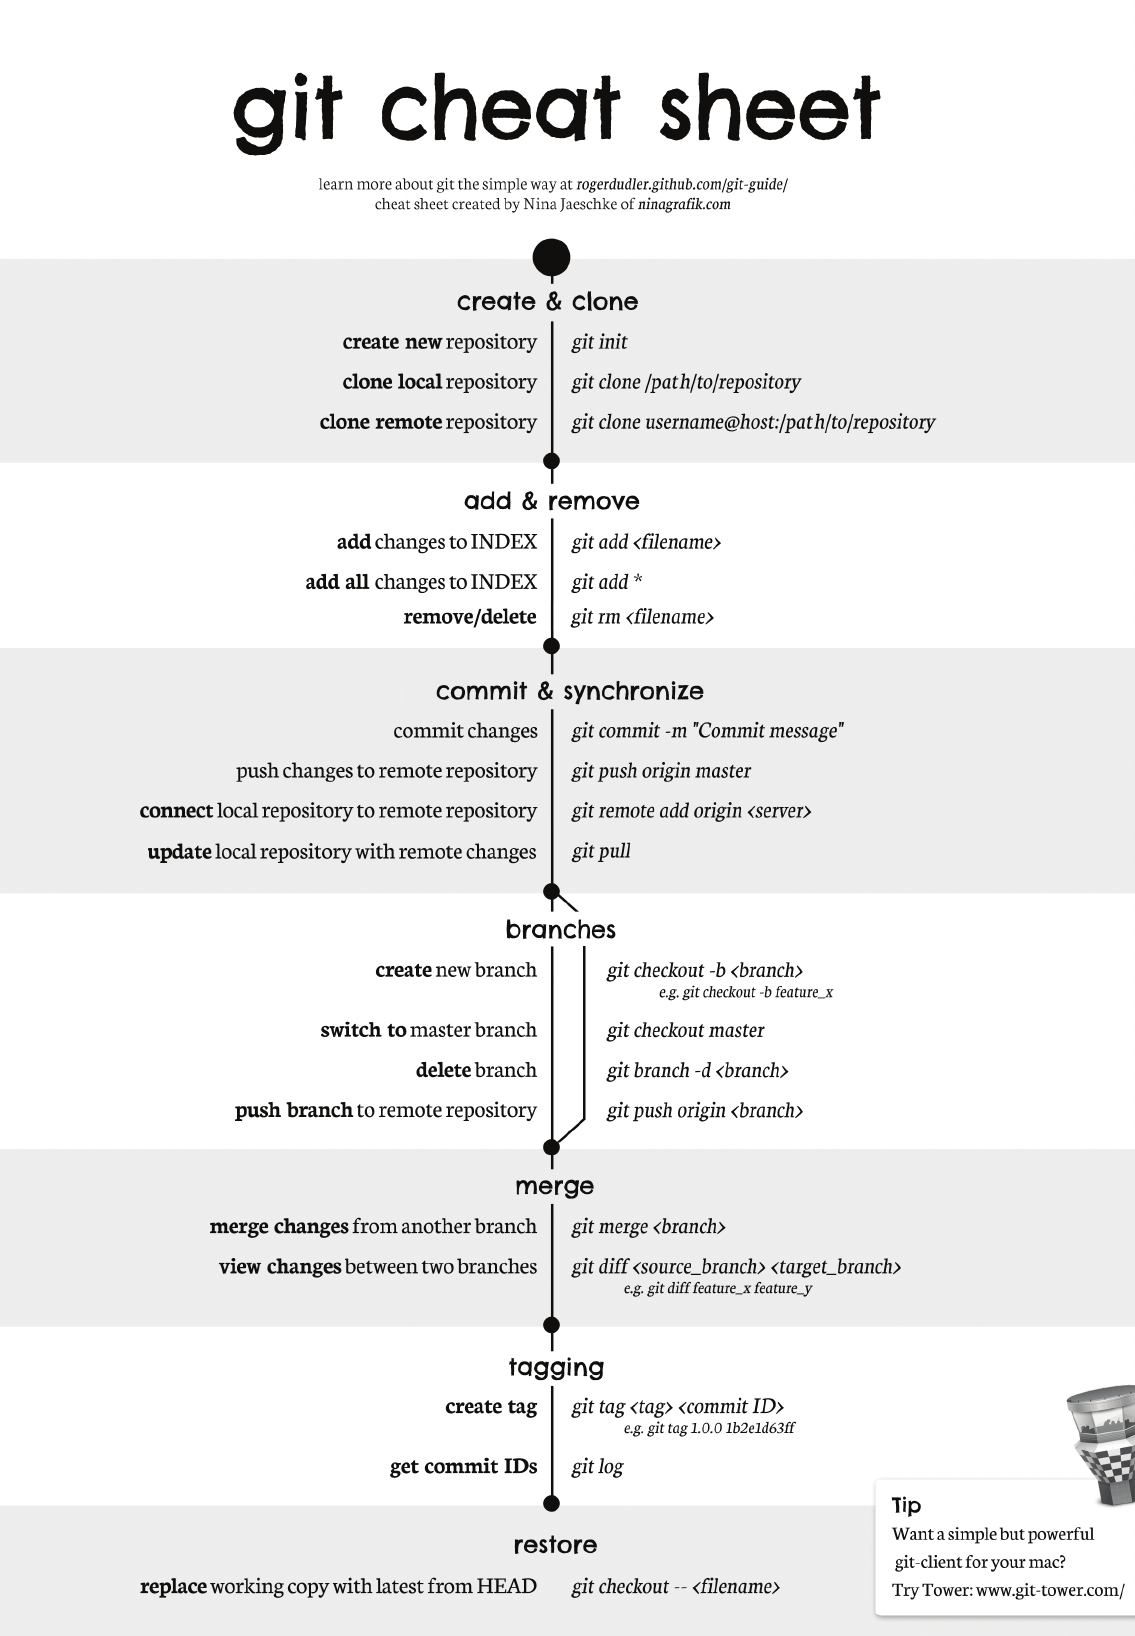 git cheat sheet
learn more about git the simple way at rogerdudler.github.com/git-guide/
cheat sheet created by Nina Jaeschke of ninagrafik.com
create & clone
create new repository git init
clone local repository git clone /path/to/repository
clone remote repository git clone username@host:/path/to/repository
add & remove
add changes to INDEX git add <filename>
add all changes to INDEX git add *
remove/delete git rm <filename>
commit & synchronize
commit changes git commit -m "Commit message"
push changes to remote repository git push origin master
connect local repository to remote repository git remote add origin <server>
update local repository with remote changes git pull
branches
create new branch git checkout -b <branch>
e.g. git checkout -b feature_x
switch to master branch git checkout master
delete branch git branch -d <branch>
push branch to remote repository git push origin <branch>
merge
merge changes from another branch git merge <branch>
view changes between two branches git diff <source_branch> <target_branch>
e.g. git diff feature_x feature_y
tagging
create tag git tag <tag> <commit ID>
e.g. git tag 1.0.0 1b2e1d63ff
get commit IDs git log
restore
replace working copy with latest from HEAD git checkout -- <filename>
Tip
Want a simple but powerful
git-client for your mac?
Try Tower: www.git-tower.com/